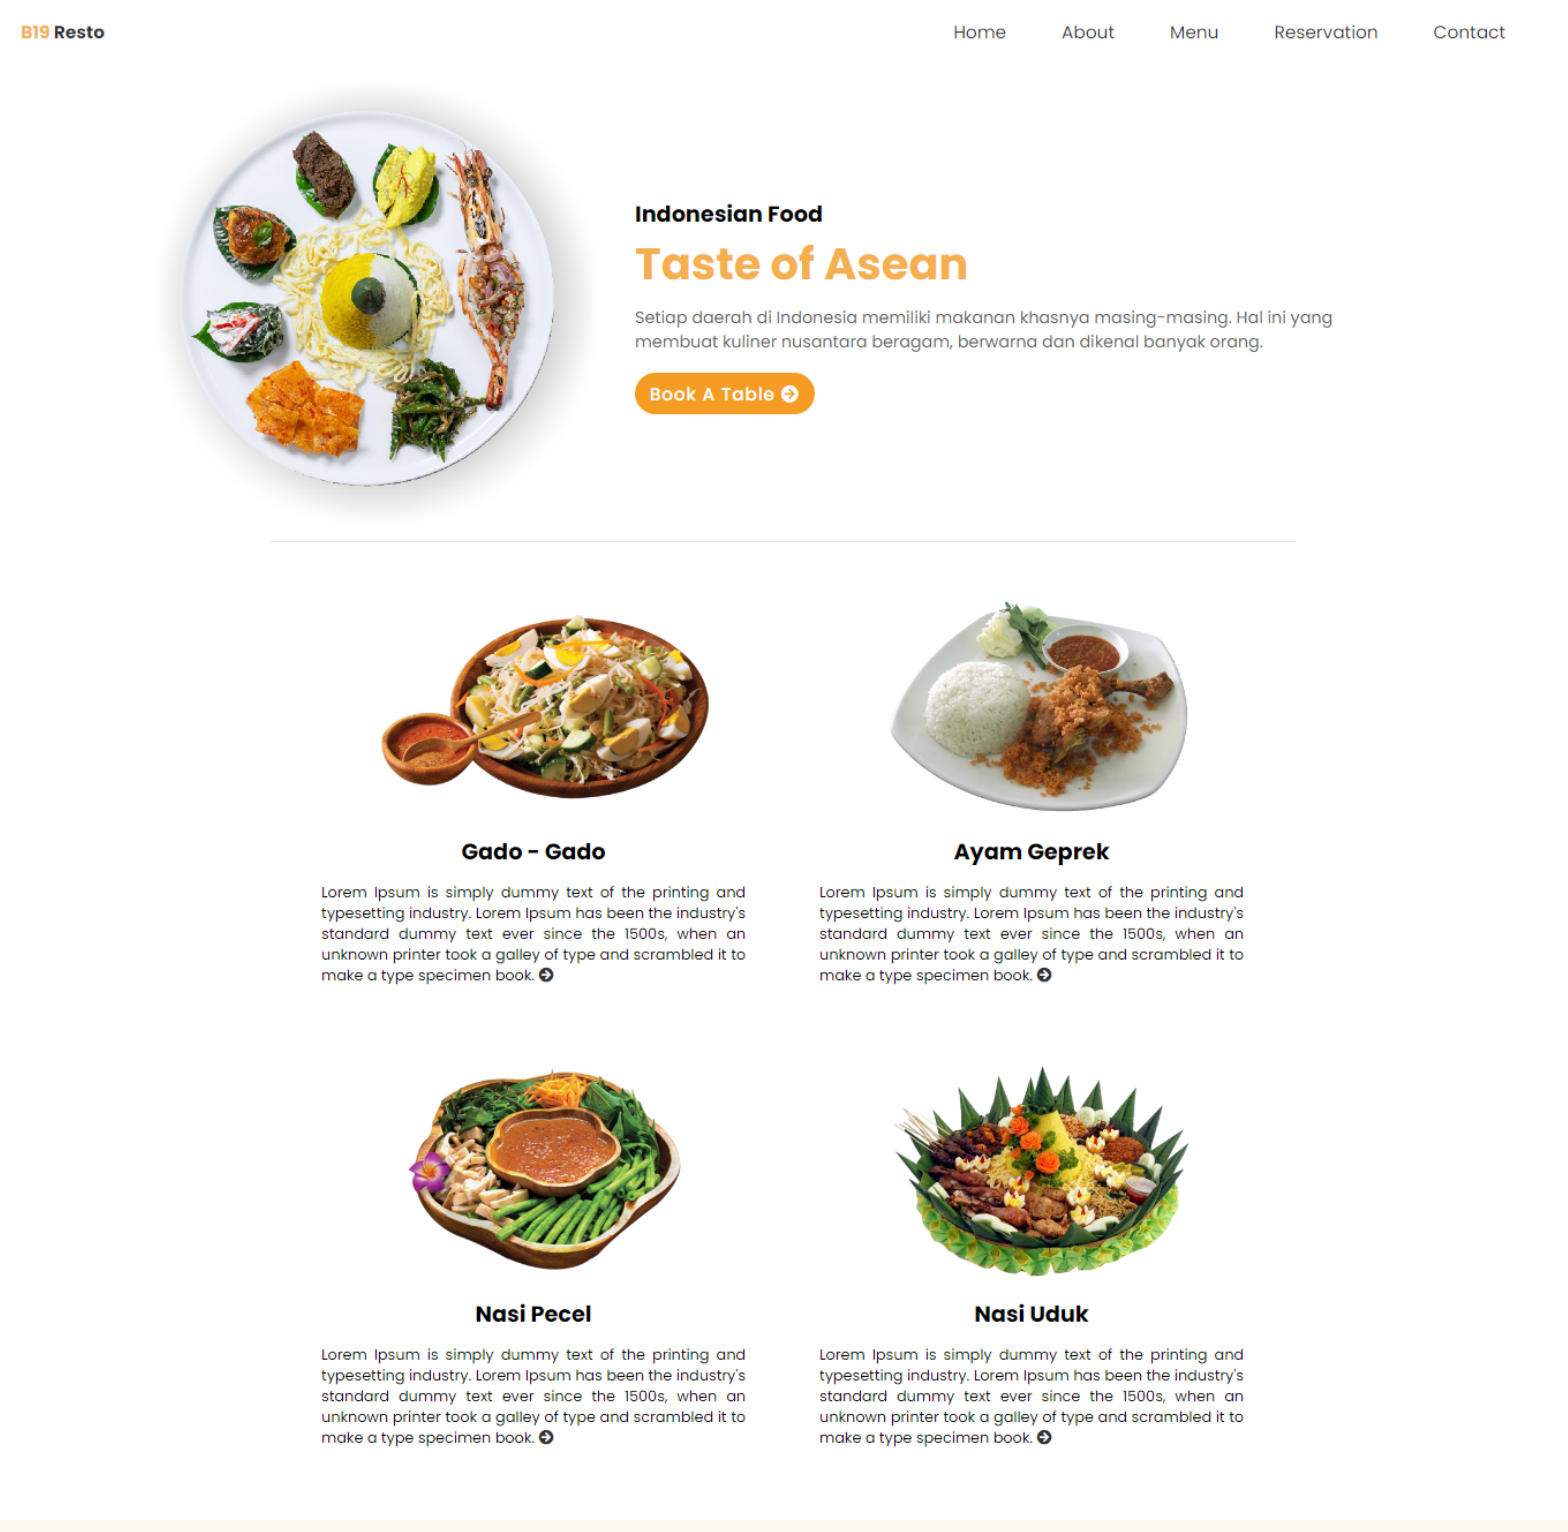 B19 Resto
Home About Menu Reservation Contact
Indonesian Food
Taste of Asean
Setiap daerah di Indonesia memiliki makanan khasnya masing-masing. Hal ini yang
membuat kuliner nusantara beragam, berwarna dan dikenal banyak orang.
Book A Table
Gado - Gado
Lorem Ipsum is simply dummy text of the printing and
typesetting industry. Lorem Ipsum has been the industry's
standard dummy text ever since the 1500s, when an
unknown printer took a galley of type and scrambled it to
make a type specimen book.
Ayam Geprek
Lorem Ipsum is simply dummy text of the printing and
typesetting industry. Lorem Ipsum has been the industry's
standard dummy text ever since the 1500s, when an
unknown printer took a galley of type and scrambled it to
make a type specimen book.
Nasi Pecel
Lorem Ipsum is simply dummy text of the printing and
typesetting industry. Lorem Ipsum has been the industry's
standard dummy text ever since the 1500s, when an
unknown printer took a galley of type and scrambled it to
make a type specimen book.
Nasi Uduk
Lorem Ipsum is simply dummy text of the printing and
typesetting industry. Lorem Ipsum has been the industry's
standard dummy text ever since the 1500s, when an
unknown printer took a galley of type and scrambled it to
make a type specimen book.